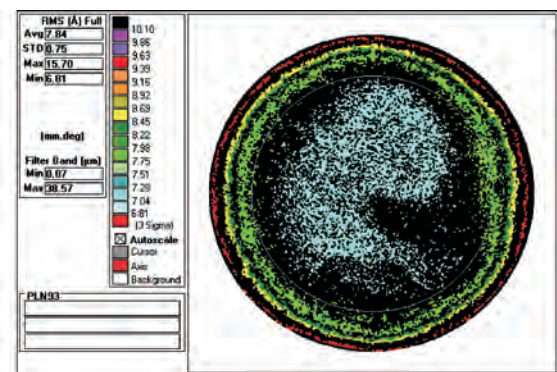 RMS (Å) Full
Avg 7.84
STD 0.75
Max 15.70
Min 6.81
(mm.deg)
Filter Band (µm)
Min 0.07
Max 38.57
10.10
9.86
9.63
9.39
9.16
8.92
8.69
8.45
8.22
7.98
7.75
7.51
7.28
7.04
6.81
(3 Sigma)
Autoscale
Cursor
Axis
Background
PLN93